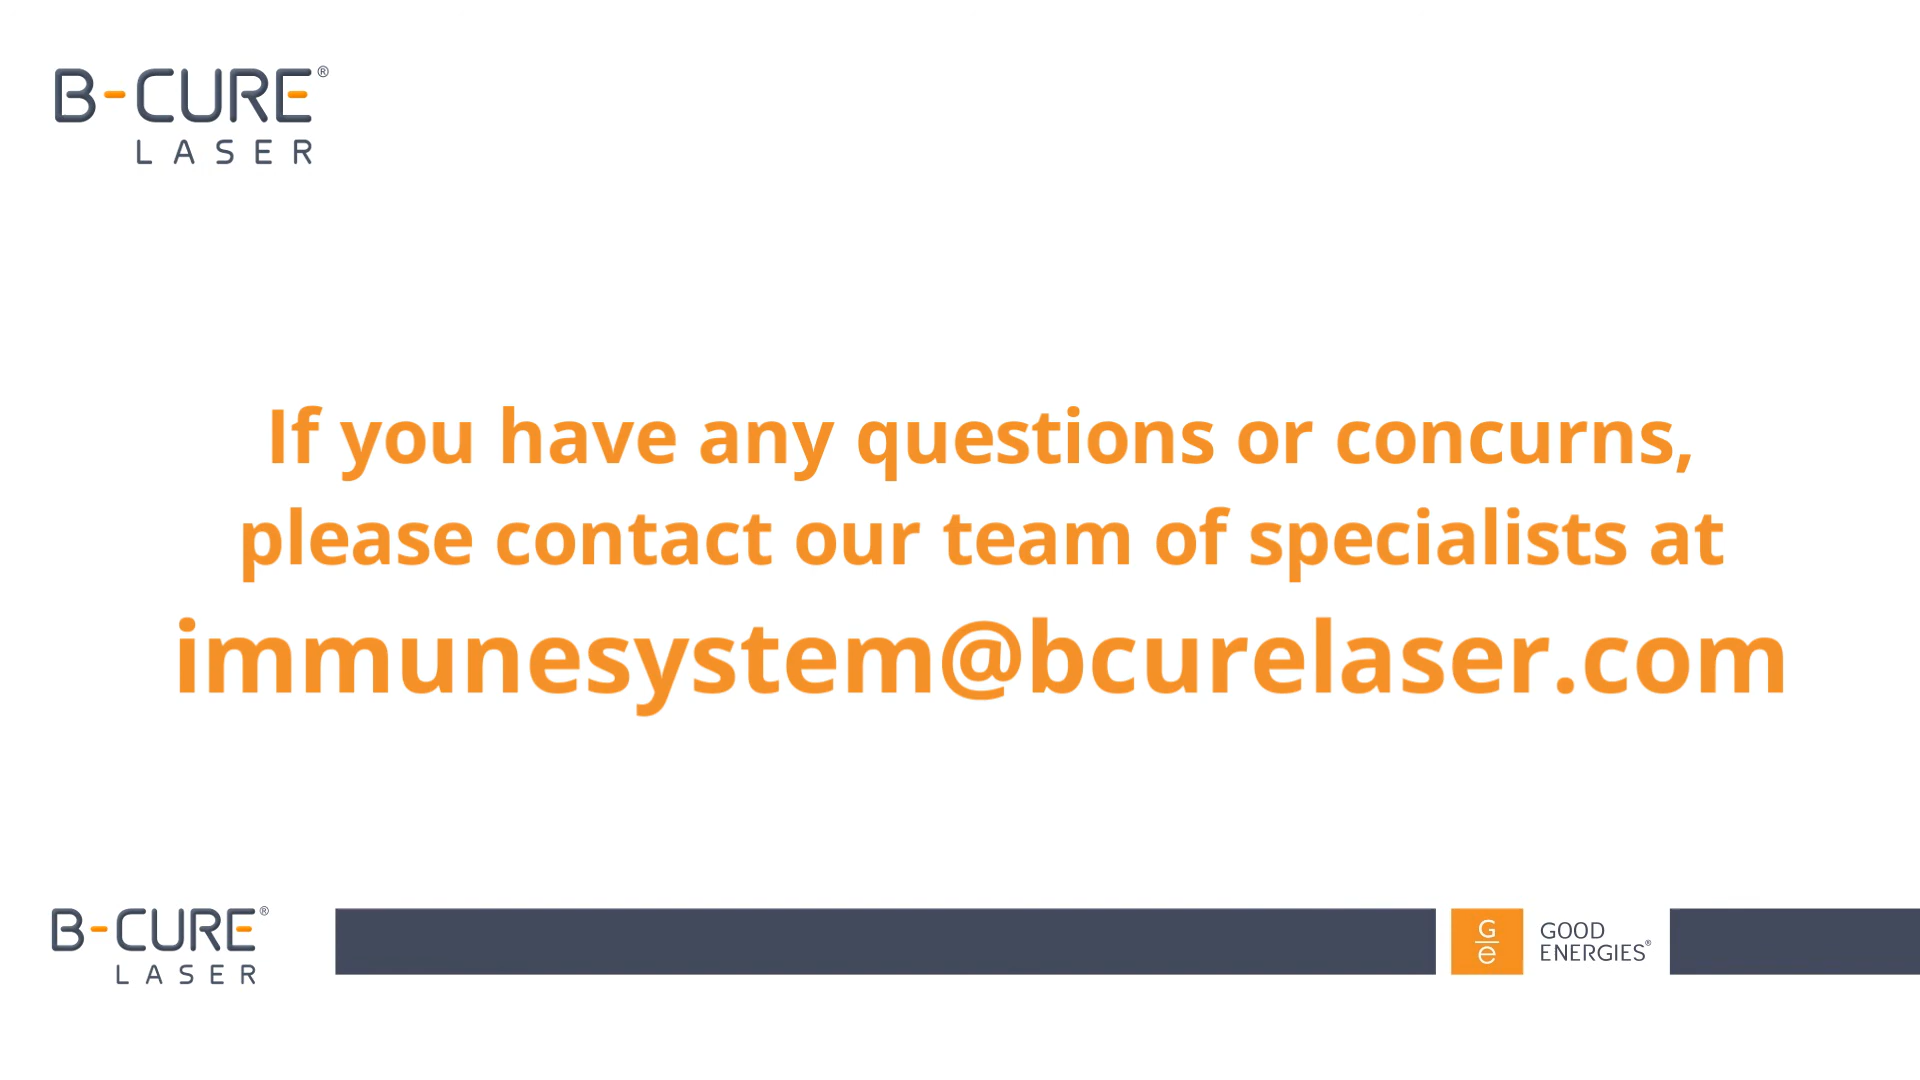 B-CURE®
LASER
If you have any questions or concurns,
please contact our team of specialists at
immunesystem@bcurelaser.com
B-CURE®
LASER
G
e
GOOD
ENERGIES®